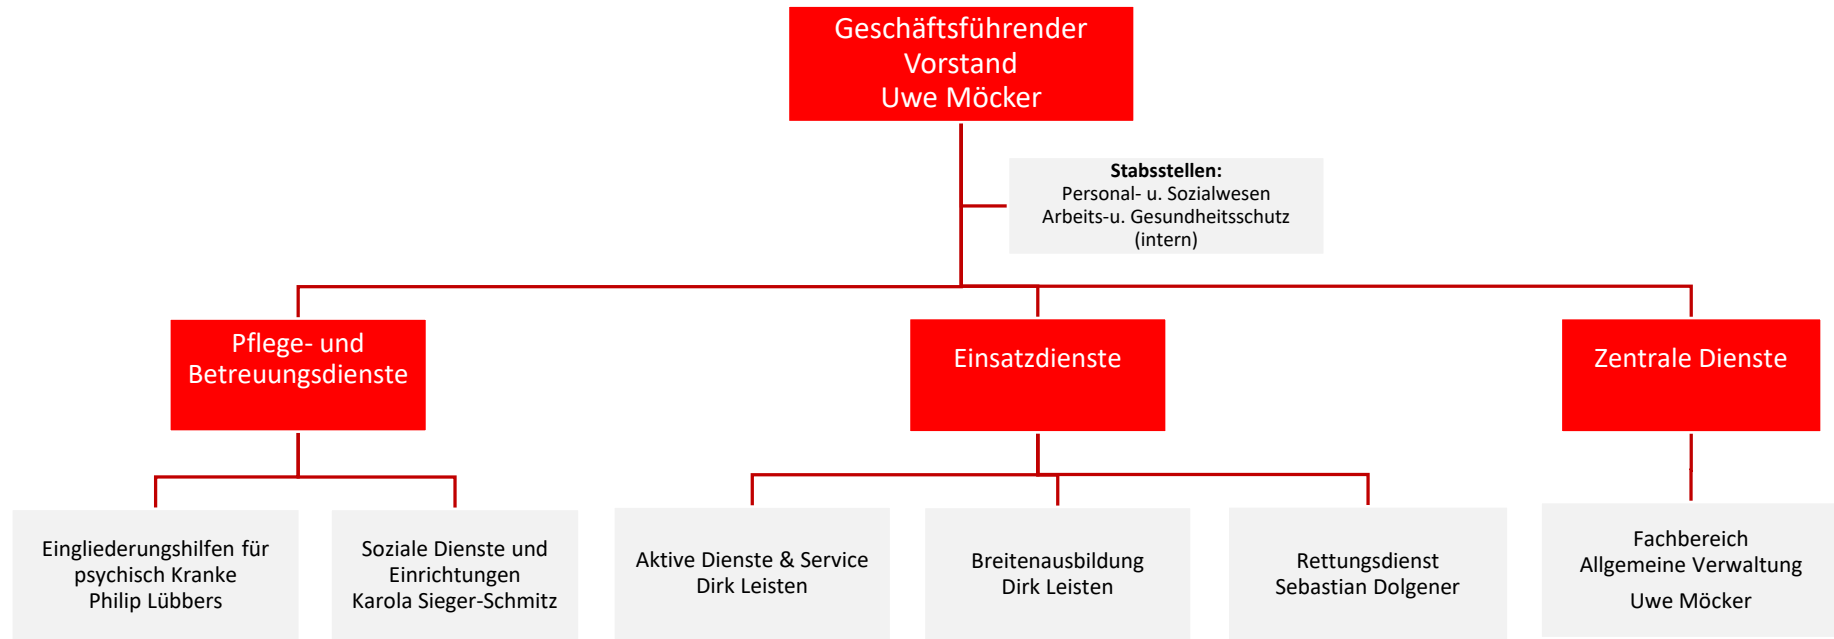 Geschäftsführender
Vorstand
Uwe Möcker
Stabsstellen:
Personal- u. Sozialwesen
Arbeits-u. Gesundheitsschutz
(intern)
Pflege- und
Betreuungsdienste
Einsatzdienste
Zentrale Dienste
Eingliederungshilfen für
psychisch Kranke
Philip Lübbers
Soziale Dienste und
Einrichtungen
Karola Sieger-Schmitz
Aktive Dienste & Service
Dirk Leisten
Breitenausbildung
Dirk Leisten
Rettungsdienst
Sebastian Dolgener
Fachbereich
Allgemeine Verwaltung
Uwe Möcker